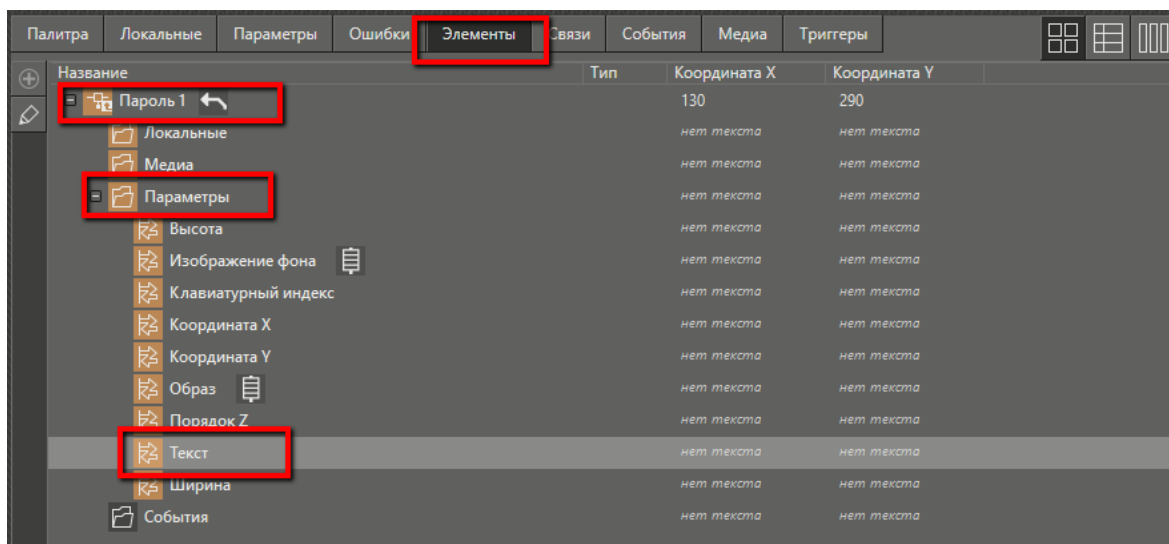 Палитра Локальные Параметры Ошибки Элементы Связи События Медиа Триггеры
Название Тип Координата X Координата Y
Пароль 1 130 290
Локальные нет текста нет текста
Медиа нет текста нет текста
Параметры нет текста нет текста
Высота нет текста нет текста
Изображение фона нет текста нет текста
Клавиатурный индекс нет текста нет текста
Координата X нет текста нет текста
Координата Y нет текста нет текста
Образ нет текста нет текста
Порядок Z нет текста нет текста
Текст нет текста нет текста
Ширина нет текста нет текста
События нет текста нет текста